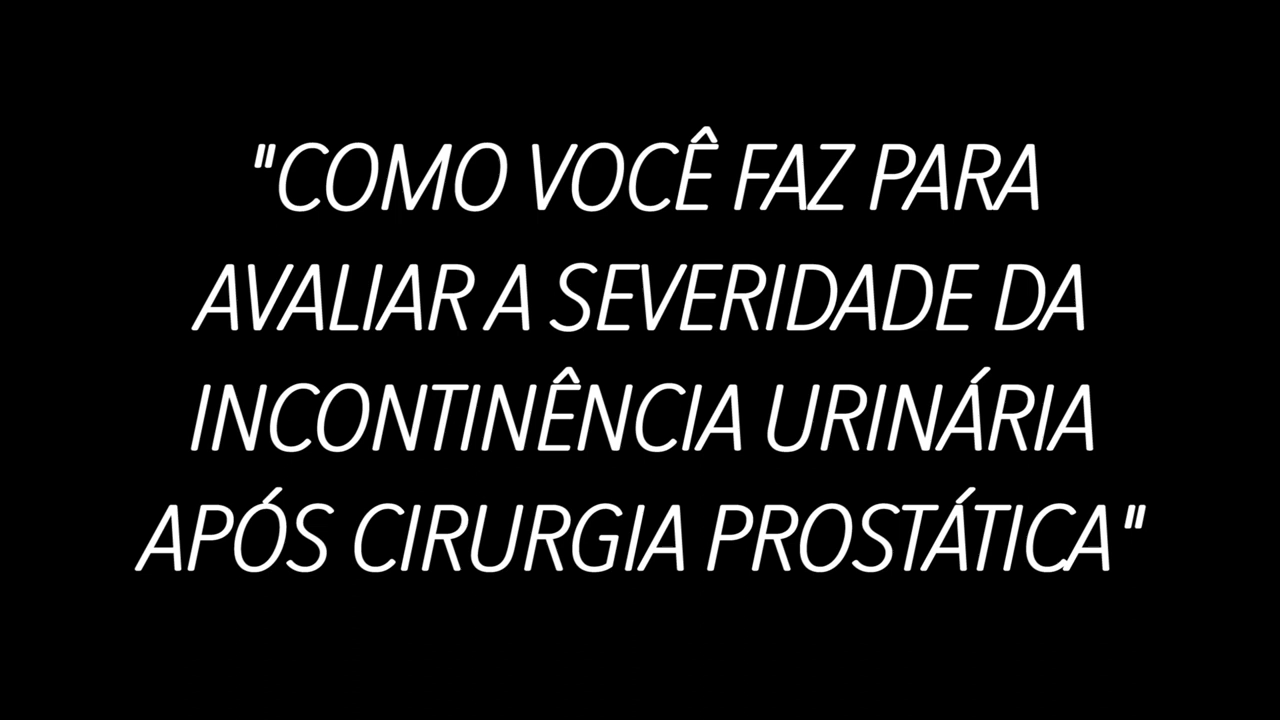 "COMO VOCÊ FAZ PARA
AVALIAR A SEVERIDADE DA
INCONTINÊNCIA URINÁRIA
APÓS CIRURGIA PROSTÁTICA"